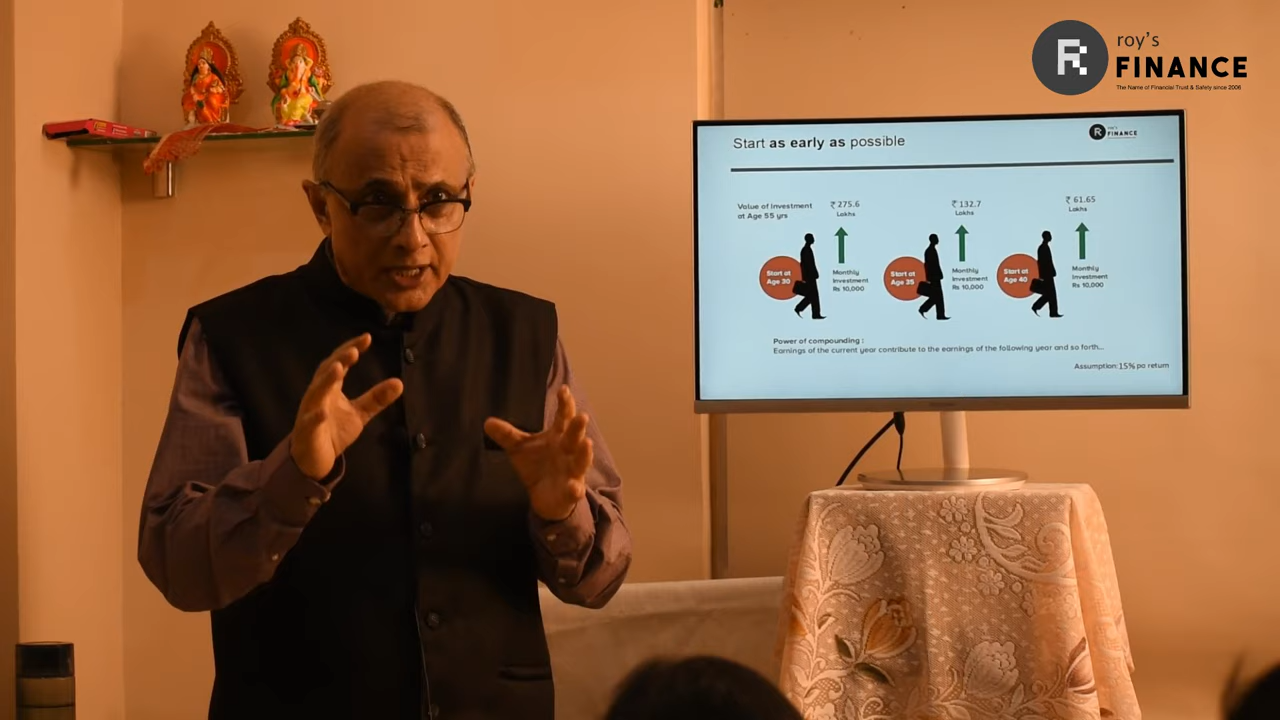 roy's
FINANCE
The Name of Financial Trust & Safety since 2006
Start as early as possible
R
roy's
FINANCE
Value of Investment
at Age 55 yrs
₹ 275.6
Lakhs
₹ 132.7
Lakhs
₹ 61.65
Lakhs
Start at
Age 30
Monthly
Investment
Rs 10,000
Start at
Age 35
Monthly
Investment
Rs 10,000
Start at
Age 40
Monthly
Investment
Rs 10,000
Power of compounding :
Earnings of the current year contribute to the earnings of the following year and so forth...
Assumption:15% pa return